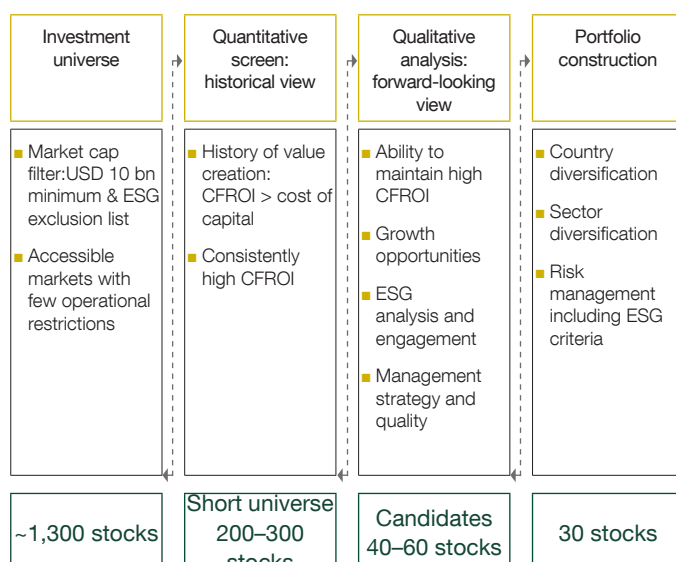 Investment
universe
Quantitative
screen:
historical view
Qualitative
analysis:
forward-looking
view
Portfolio
construction
■ Market cap
filter:USD 10 bn
minimum & ESG
exclusion list
■ Accessible
markets with
few operational
restrictions
■ History of value
creation:
CFROI > cost of
capital
■ Consistently
high CFROI
■ Ability to
maintain high
CFROI
■ Growth
opportunities
■ ESG
analysis and
engagement
■ Management
strategy and
quality
■ Country
diversification
■ Sector
diversification
■ Risk
management
including ESG
criteria
~1,300 stocks
Short universe
200–300
stocks
Candidates
40–60 stocks
30 stocks